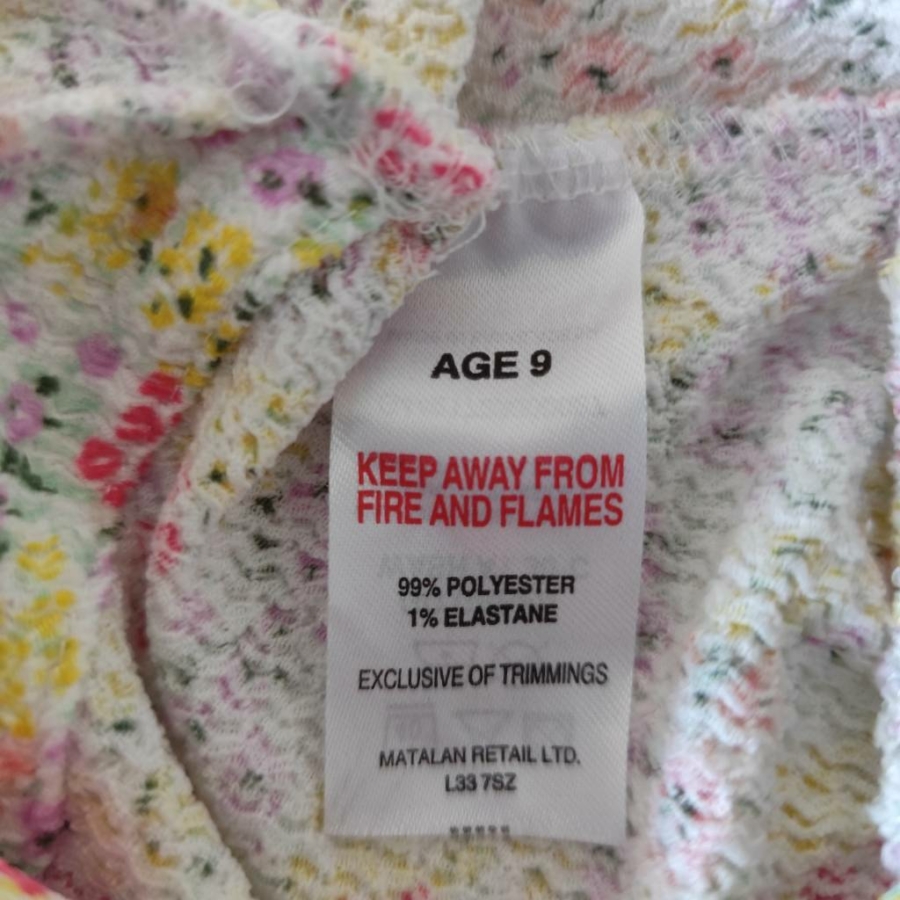 AGE 9
KEEP AWAY FROM
FIRE AND FLAMES
99% POLYESTER
1% ELASTANE
EXCLUSIVE OF TRIMMINGS
MATALAN RETAIL LTD.
L33 7SZ